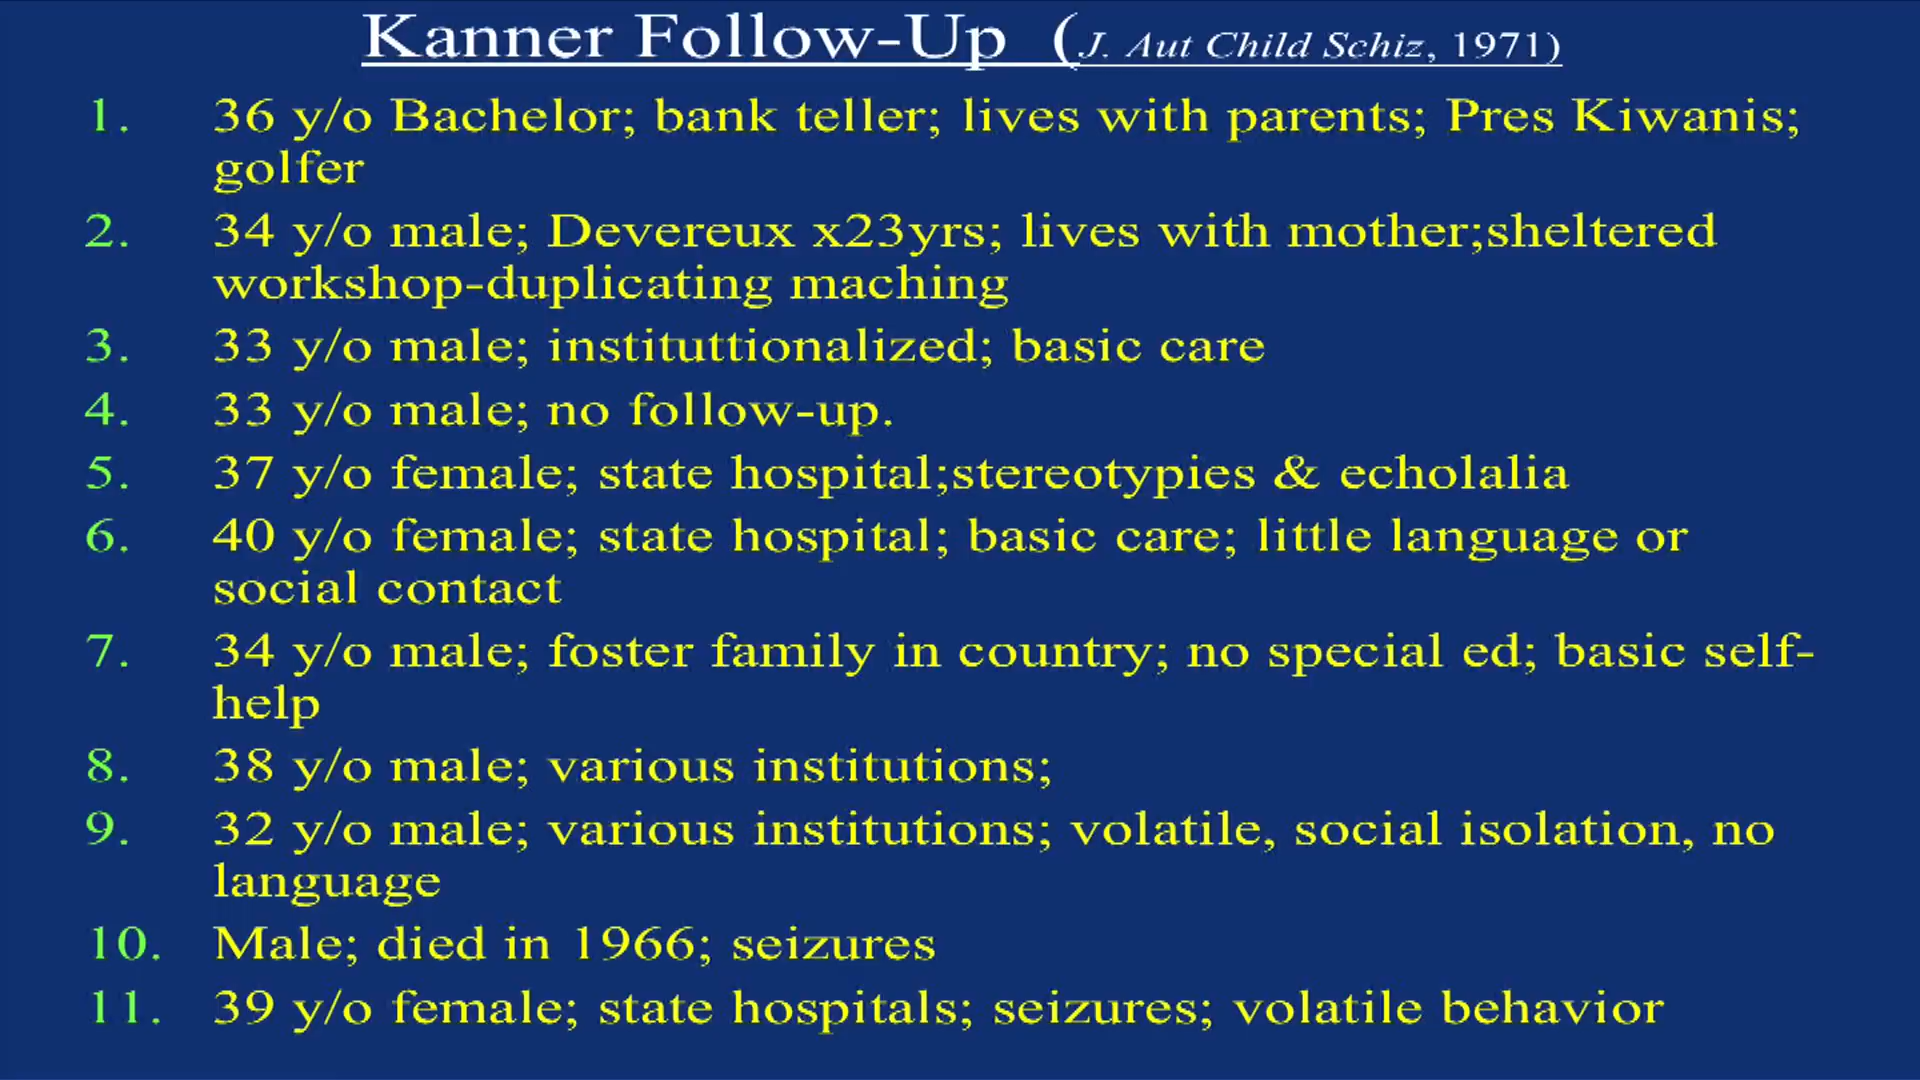 Kanner Follow-Up (J. Aut Child Schiz, 1971)
1. 36 y/o Bachelor; bank teller; lives with parents; Pres Kiwanis;
golfer
2. 34 y/o male; Devereux x23yrs; lives with mother;sheltered
workshop-duplicating maching
3. 33 y/o male; instituttionalized; basic care
4. 33 y/o male; no follow-up.
5. 37 y/o female; state hospital;stereotypies & echolalia
6. 40 y/o female; state hospital; basic care; little language or
social contact
7. 34 y/o male; foster family in country; no special ed; basic self-
help
8. 38 y/o male; various institutions;
9. 32 y/o male; various institutions; volatile, social isolation, no
language
10. Male; died in 1966; seizures
11. 39 y/o female; state hospitals; seizures; volatile behavior